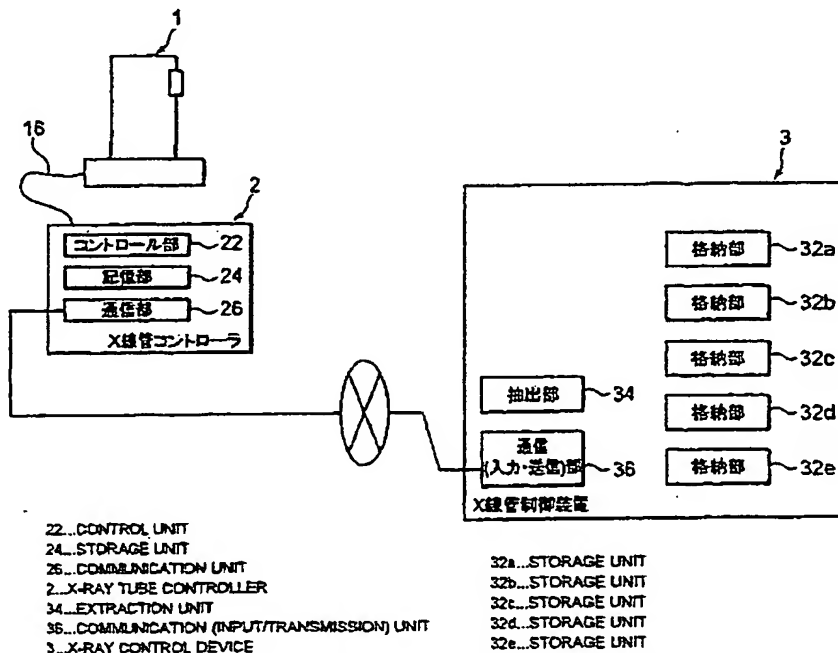 1
16
2
コントロール部 22
記憶部 24
通信部 26
X線管コントローラ
3
格納部 32a
格納部 32b
格納部 32c
格納部 32d
格納部 32e
抽出部 34
通信
(入力・送信)部 36
X線管制御装置
22...CONTROL UNIT
24...STORAGE UNIT
26...COMMUNICATION UNIT
2...X-RAY TUBE CONTROLLER
34...EXTRACTION UNIT
36...COMMUNICATION (INPUT/TRANSMISSION) UNIT
3...X-RAY CONTROL DEVICE
32a...STORAGE UNIT
32b...STORAGE UNIT
32c...STORAGE UNIT
32d...STORAGE UNIT
32e...STORAGE UNIT